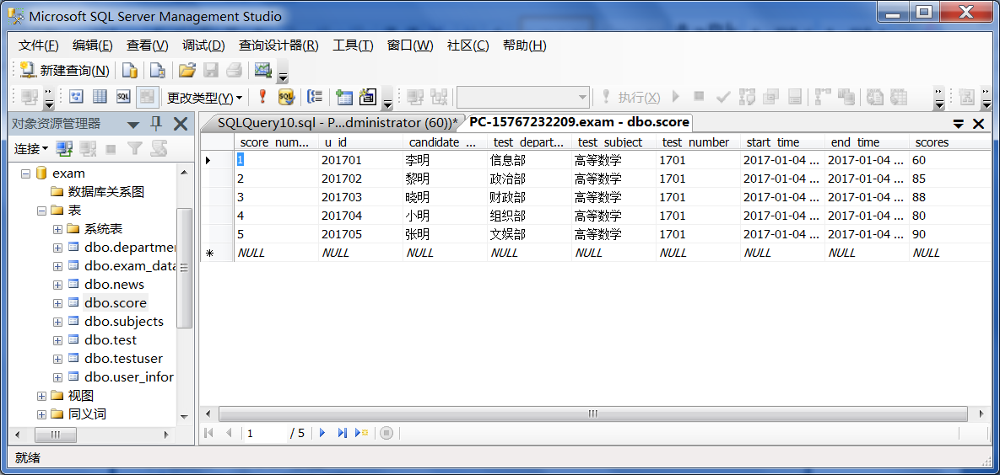 Microsoft SQL Server Management Studio
文件(F) 编辑(E) 查看(V) 调试(D) 查询设计器(R) 工具(T) 窗口(W) 社区(C) 帮助(H)
新建查询(N)
更改类型(Y) 执行(X)
对象资源管理器
连接
exam
数据库关系图
表
系统表
dbo.departme
dbo.exam_data
dbo.news
dbo.score
dbo.subjects
dbo.test
dbo.testuser
dbo.user_infor
视图
同义词
SQLQuery10.sql - P...dministrator (60))* PC-15767232209.exam - dbo.score
score_num... u_id candidate_... test_depart... test_subject test_number start_time end_time scores
1 201701 李明 信息部 高等数学 1701 2017-01-04 ... 2017-01-04 ... 60
2 201702 黎明 政治部 高等数学 1701 2017-01-04 ... 2017-01-04 ... 85
3 201703 晓明 财政部 高等数学 1701 2017-01-04 ... 2017-01-04 ... 88
4 201704 小明 组织部 高等数学 1701 2017-01-04 ... 2017-01-04 ... 80
5 201705 张明 文娱部 高等数学 1701 2017-01-04 ... 2017-01-04 ... 90
NULL NULL NULL NULL NULL NULL NULL NULL NULL
1 / 5
就绪